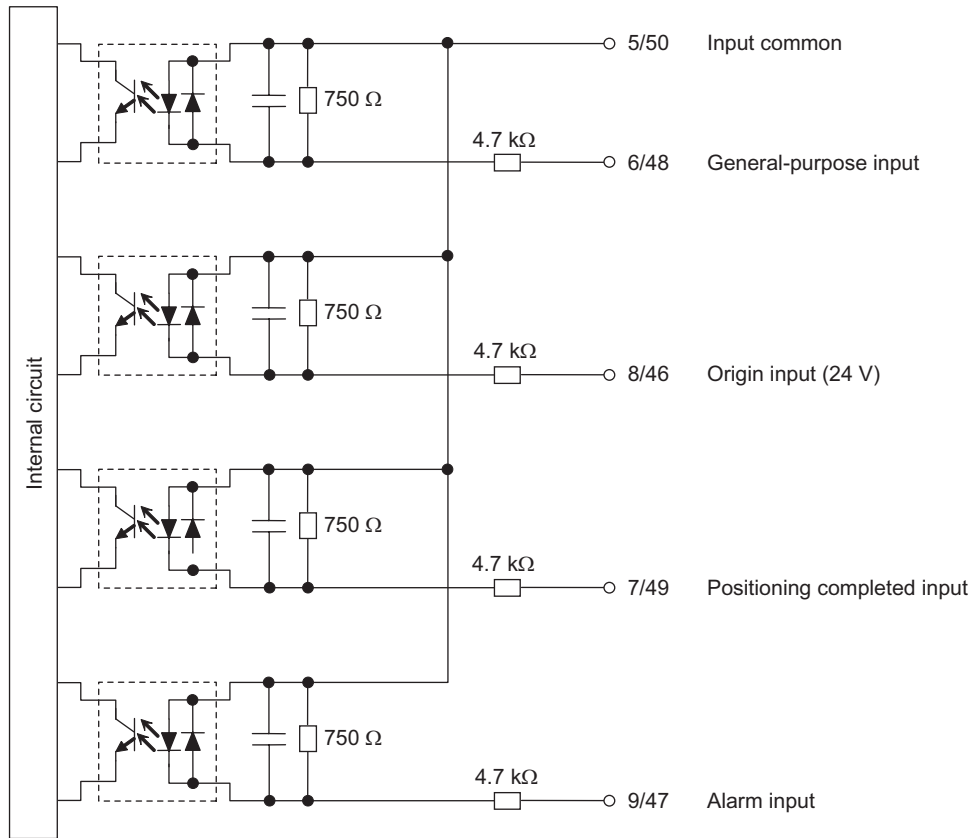 750 Ω
5/50 Input common
4.7 kΩ
6/48 General-purpose input
750 Ω
4.7 kΩ
8/46 Origin input (24 V)
Internal circuit
750 Ω
4.7 kΩ
7/49 Positioning completed input
750 Ω
4.7 kΩ
9/47 Alarm input